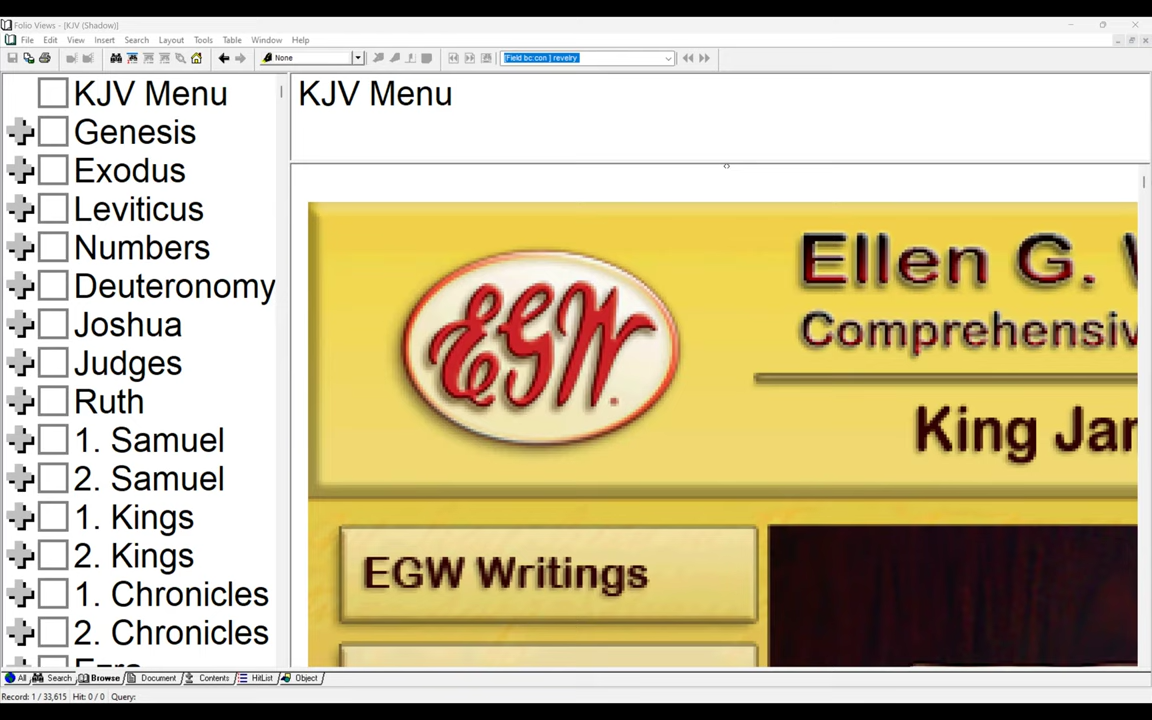 Folio Views - [KJV (Shadow)]
File Edit View Insert Search Layout Tools Table Window Help
None
[Field bc:con ] revelry
KJV Menu
Genesis
Exodus
Leviticus
Numbers
Deuteronomy
Joshua
Judges
Ruth
1. Samuel
2. Samuel
1. Kings
2. Kings
1. Chronicles
2. Chronicles
KJV Menu
EGW
Ellen G.
Comprehensiv
King Jar
EGW Writings
All Search Browse Document Contents HitList Object
Record: 1 / 33,615 Hit: 0 / 0 Query: